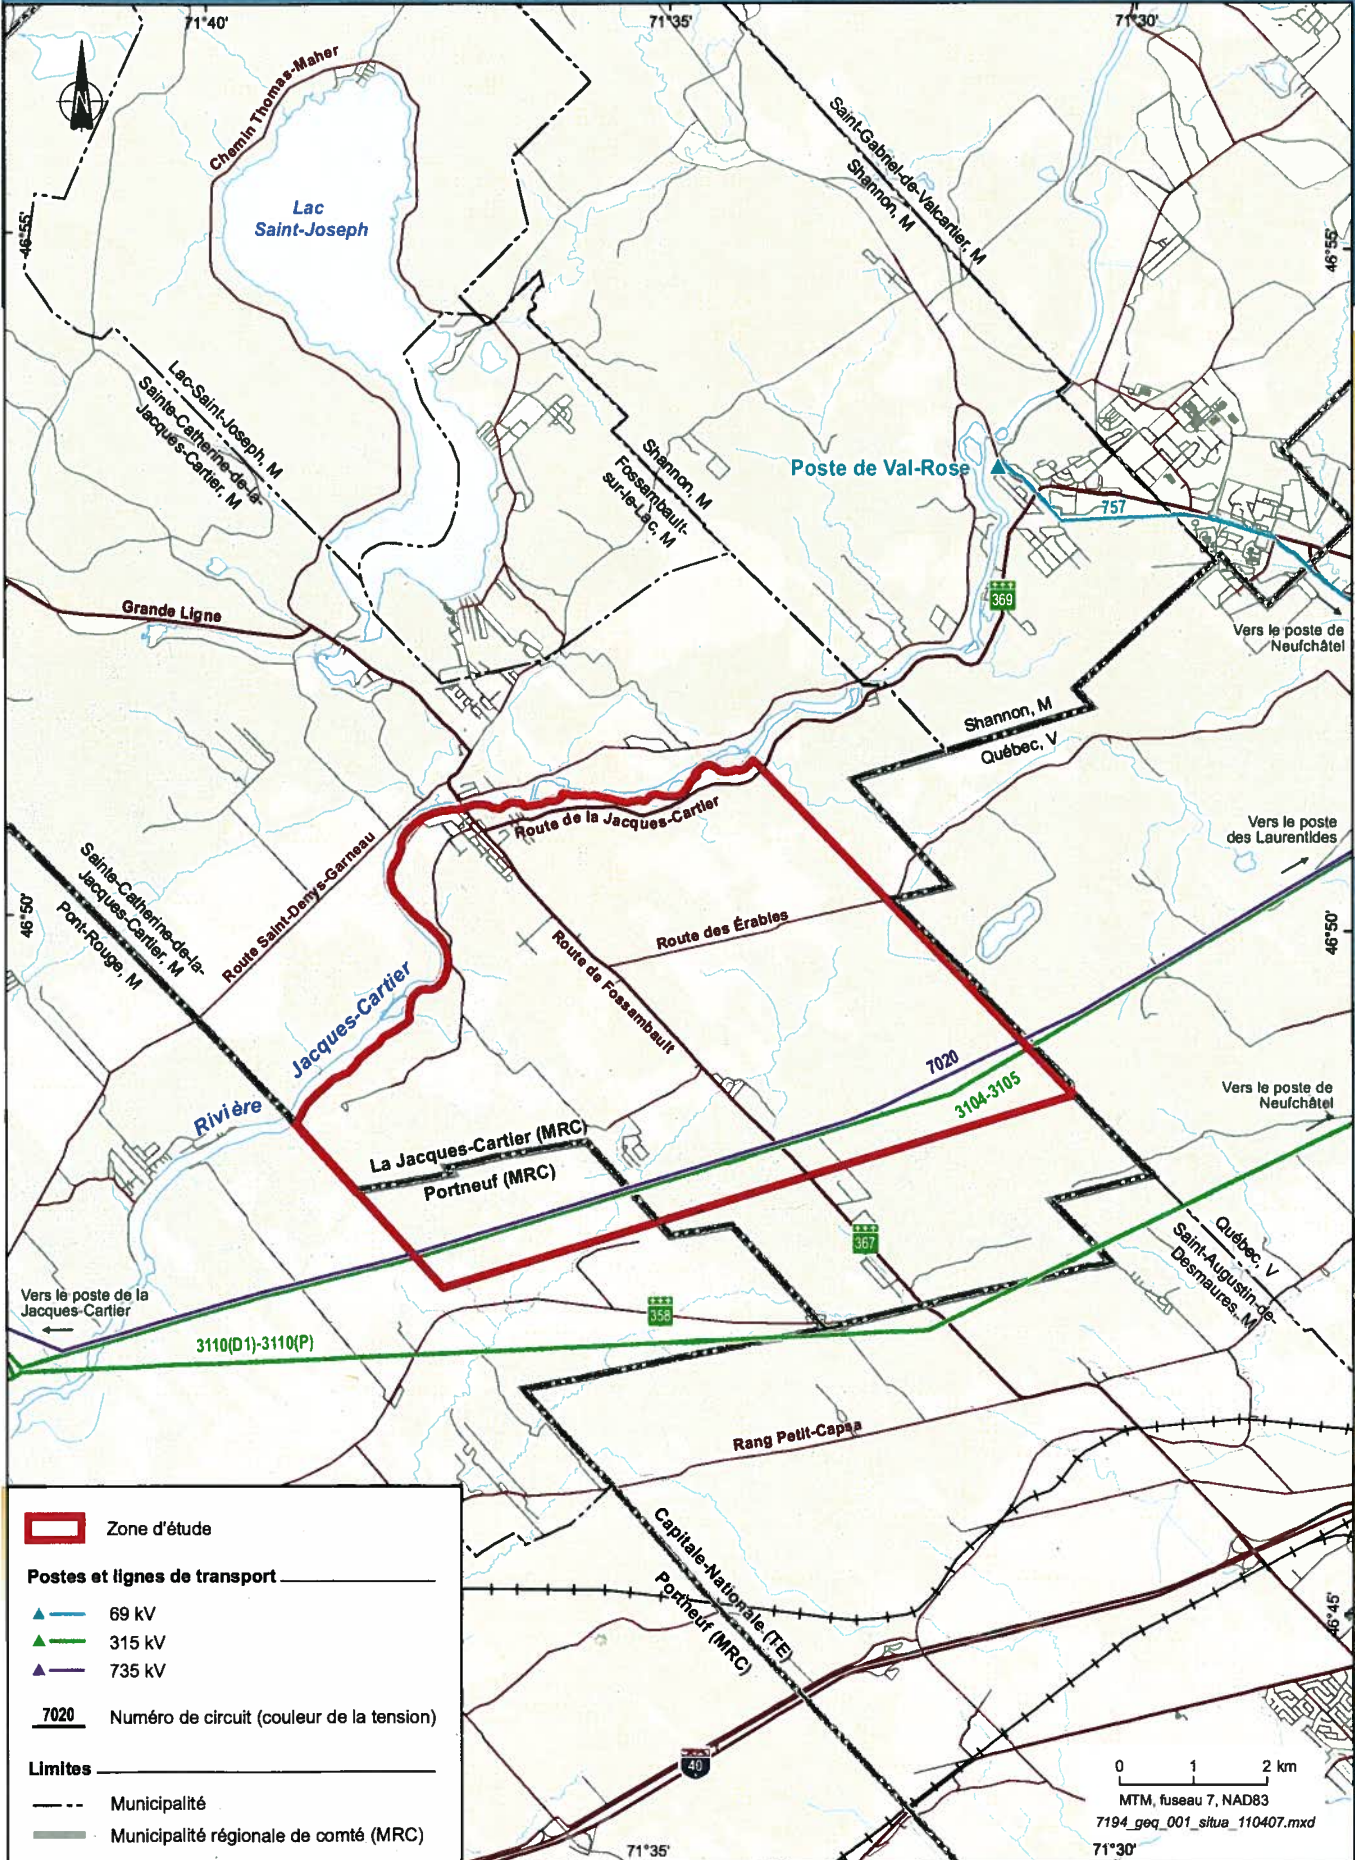 71°40'
71°35'
71°30'
Chemin Thomas-Maher
N
Saint-Gabriel-de-Valcartier, M
Shannon, M
Lac
Saint-Joseph
46°55'
46°55'
Lac-Saint-Joseph, M
Sainte-Catherine-de-la-
Jacques-Cartier, M
Shannon, M
Fossambault-
sur-le-Lac, M
Poste de Val-Rose
757
369
Grande Ligne
Vers le poste de
Neufchâtel
Shannon, M
Québec, V
Route de la Jacques-Cartier
Vers le poste
des Laurentides
Sainte-Catherine-de-la-
Jacques-Cartier, M
Pont-Rouge, M
Route Saint-Denys-Garneau
46°50'
46°50'
Route des Érables
Route de Fossambault
Rivière
Jacques-Cartier
7020
3104-3105
Vers le poste de
Neufchâtel
La Jacques-Cartier (MRC)
Portneuf (MRC)
367
Québec, V
Saint-Augustin-de-
Desmaures, M
Vers le poste de la
Jacques-Cartier
358
3110(D1)-3110(P)
Rang Petit-Capsa
Capitale-Nationale (TE)
Portneuf (MRC)
46°45'
40
Zone d'étude
Postes et lignes de transport
69 kV
315 kV
735 kV
7020 Numéro de circuit (couleur de la tension)
Limites
Municipalité
Municipalité régionale de comté (MRC)
0 1 2 km
MTM, fuseau 7, NAD83
7194_geq_001_situa_110407.mxd
71°35'
71°30'